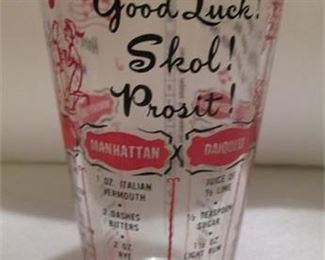 Good Luck!
Skol!
Prosit!
MANHATTAN
1 OZ. ITALIAN
VERMOUTH
2 DASHES
BITTERS
2 OZ.
RYE
DAIQUIRI
JUICE OF
½ LIME
½ TEASPOON
SUGAR
1½ OZ
LIGHT RUM